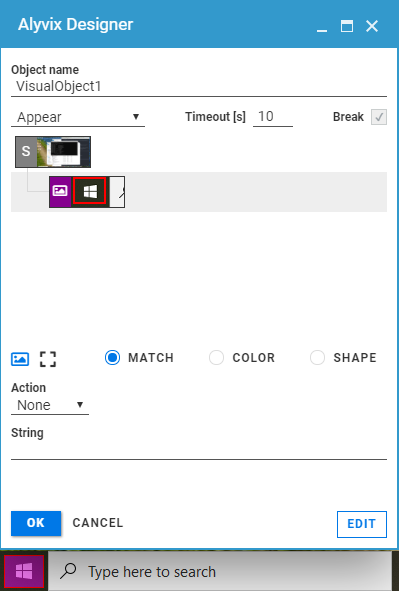 Alyvix Designer
Object name
VisualObject1
Appear
Timeout [s] 10
Break
S
MATCH
COLOR
SHAPE
Action
None
String
OK
CANCEL
EDIT
Type here to search